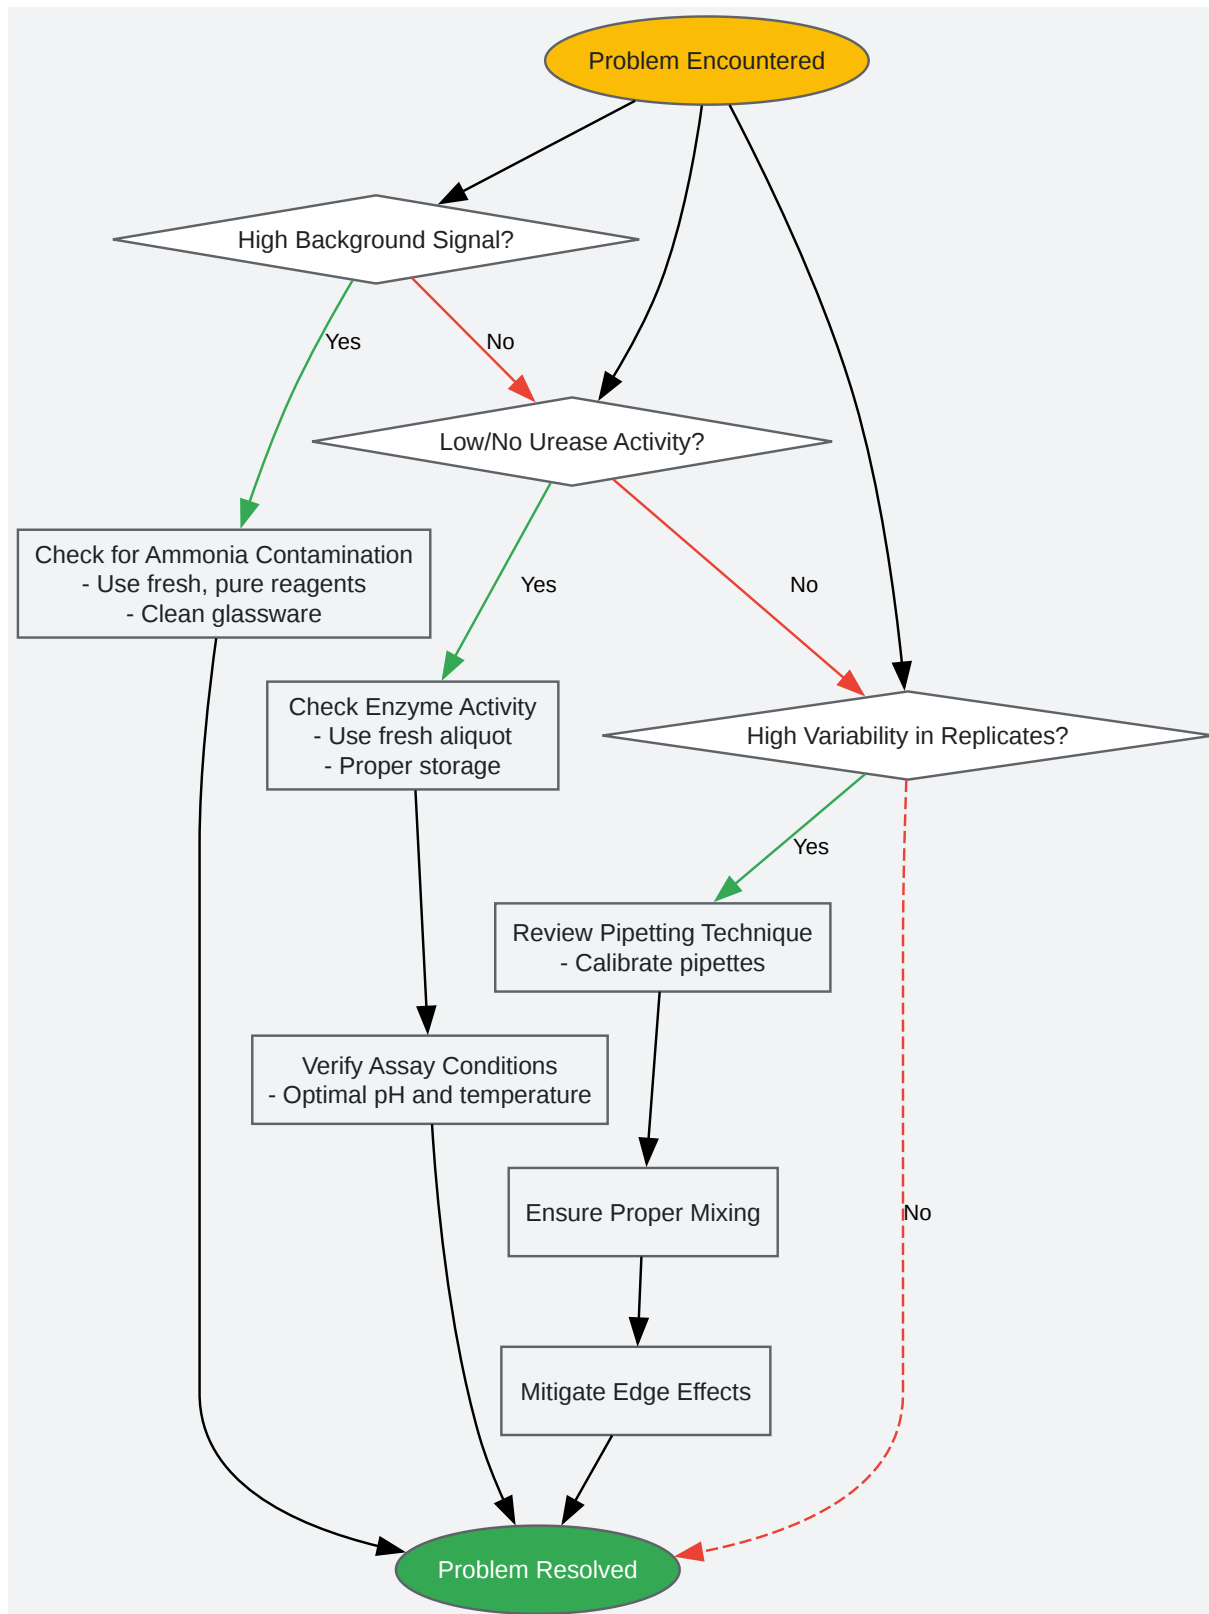 Problem Encountered
High Background Signal?
Yes
No
Low/No Urease Activity?
Check for Ammonia Contamination
- Use fresh, pure reagents
- Clean glassware
Yes
No
Check Enzyme Activity
- Use fresh aliquot
- Proper storage
High Variability in Replicates?
Yes
Review Pipetting Technique
- Calibrate pipettes
Verify Assay Conditions
- Optimal pH and temperature
Ensure Proper Mixing
No
Mitigate Edge Effects
Problem Resolved